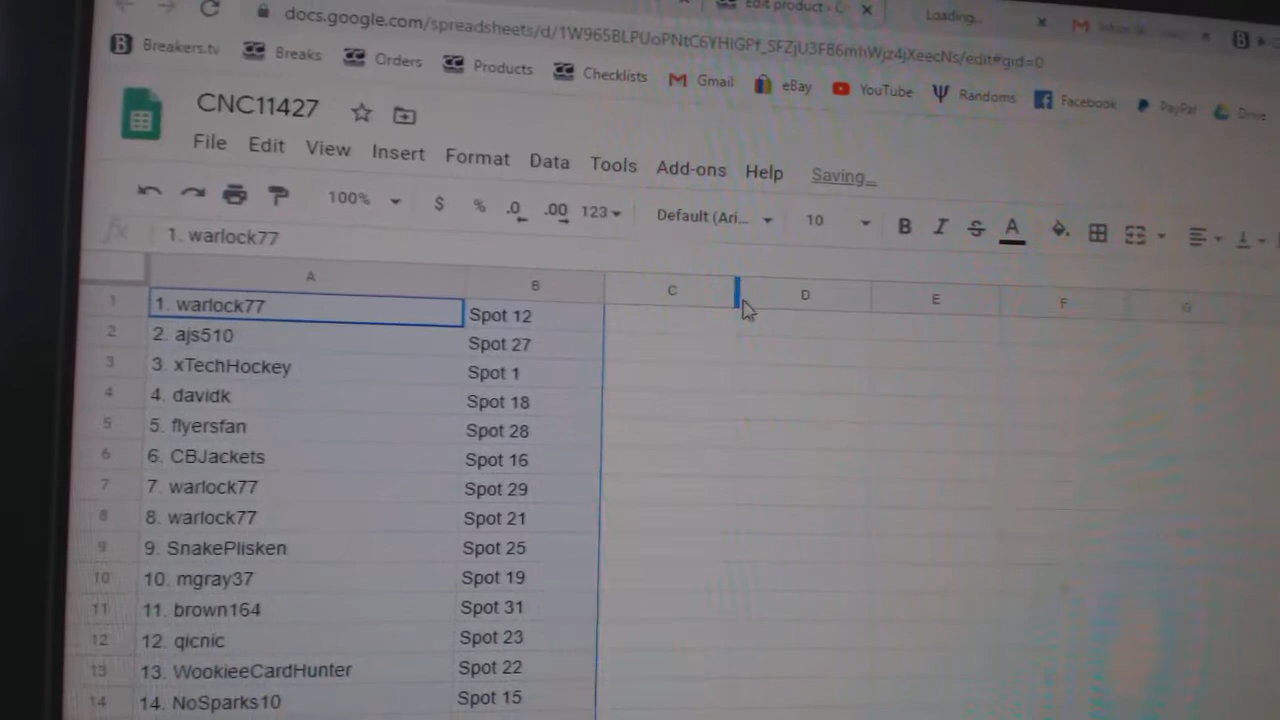 Edit product
Loading...
docs.google.com/spreadsheets/d/1W965BLPUoPNtC6YHIGPf_SFZjU3FB6mhWjz4jXeecNs/edit#gid=0
Breakers.tv Breaks Orders Products Checklists Gmail eBay YouTube Randoms Facebook PayPal Drive
CNC11427
File Edit View Insert Format Data Tools Add-ons Help Saving...
100% $ % .0 .00 123 Default (Ari... 10 B I S A
fx 1. warlock77
A B C D E F G
1 1. warlock77 Spot 12
2 2. ajs510 Spot 27
3 3. xTechHockey Spot 1
4 4. davidk Spot 18
5 5. flyersfan Spot 28
6 6. CBJackets Spot 16
7 7. warlock77 Spot 29
8 8. warlock77 Spot 21
9 9. SnakePlisken Spot 25
10 10. mgray37 Spot 19
11 11. brown164 Spot 31
12 12. qicnic Spot 23
13 13. WookieeCardHunter Spot 22
14 14. NoSparks10 Spot 15